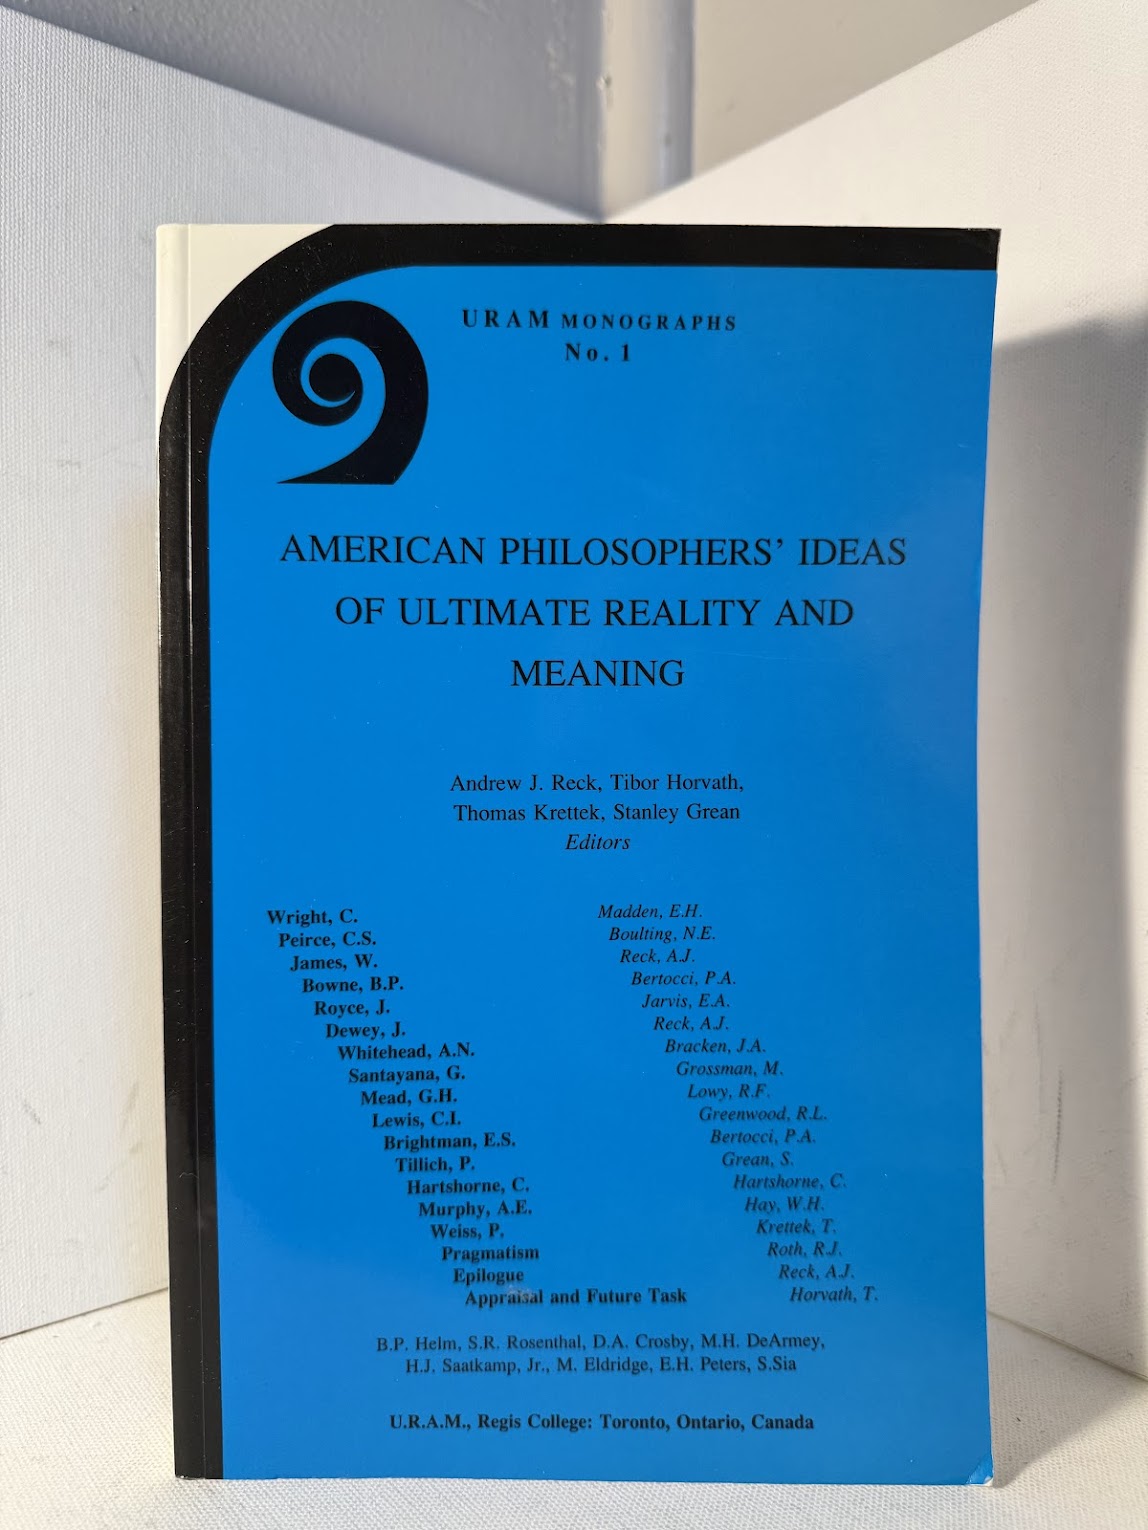 URAM MONOGRAPHS
No. 1
AMERICAN PHILOSOPHERS' IDEAS
OF ULTIMATE REALITY AND
MEANING
Andrew J. Reck, Tibor Horvath,
Thomas Krettek, Stanley Grean
Editors
Wright, C. Madden, E.H.
Peirce, C.S. Boulting, N.E.
James, W. Reck, A.J.
Bowne, B.P. Bertocci, P.A.
Royce, J. Jarvis, E.A.
Dewey, J. Reck, A.J.
Whitehead, A.N. Bracken, J.A.
Santayana, G. Grossman, M.
Mead, G.H. Lowy, R.F.
Lewis, C.I. Greenwood, R.L.
Brightman, E.S. Bertocci, P.A.
Tillich, P. Grean, S.
Hartshorne, C. Hartshorne, C.
Murphy, A.E. Hay, W.H.
Weiss, P. Krettek, T.
Pragmatism Roth, R.J.
Epilogue Reck, A.J.
Appraisal and Future Task Horvath, T.
B.P. Helm, S.R. Rosenthal, D.A. Crosby, M.H. DeArmey,
H.J. Saatkamp, Jr., M. Eldridge, E.H. Peters, S.Sia
U.R.A.M., Regis College: Toronto, Ontario, Canada